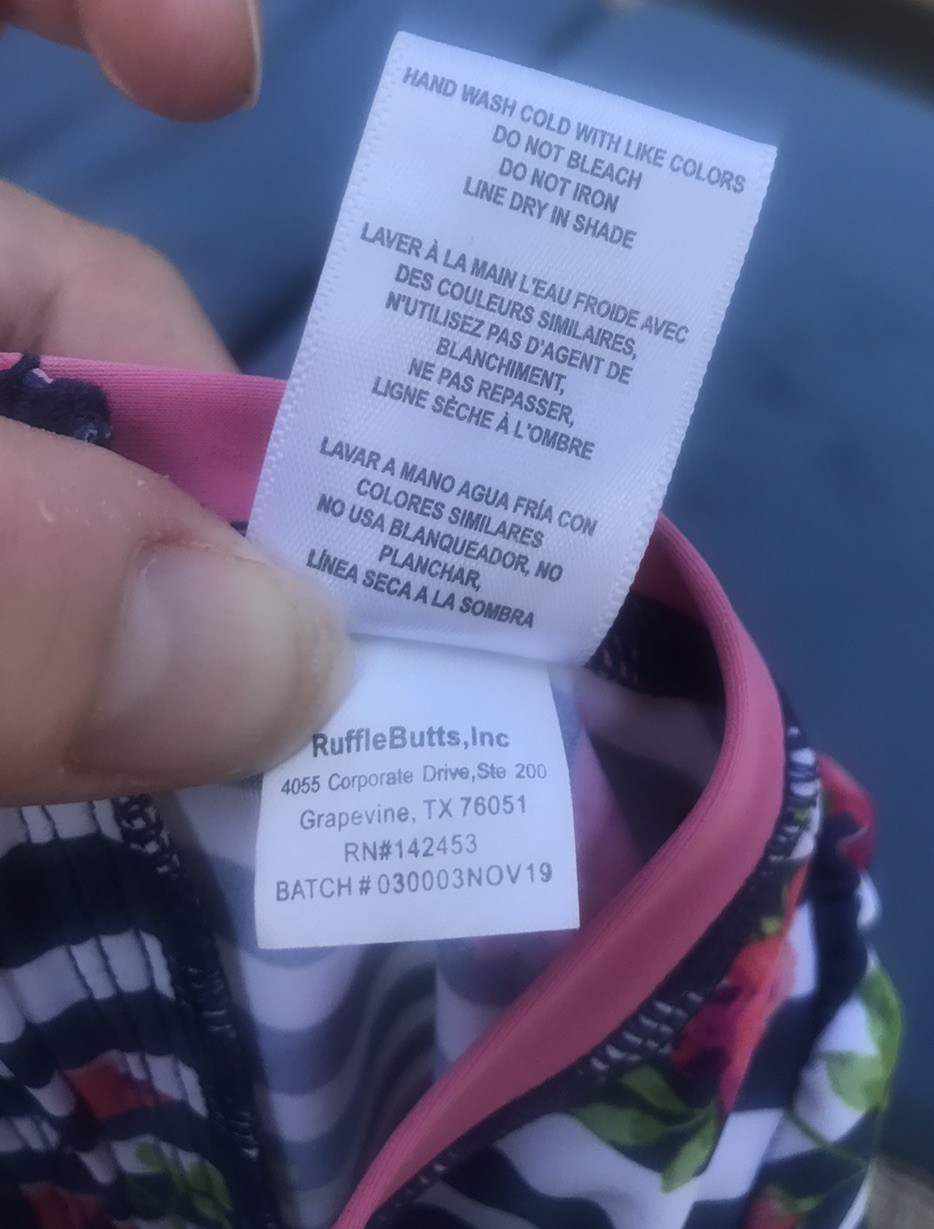 HAND WASH COLD WITH LIKE COLORS
DO NOT BLEACH
DO NOT IRON
LINE DRY IN SHADE
LAVER À LA MAIN L'EAU FROIDE AVEC
DES COULEURS SIMILAIRES,
N'UTILISEZ PAS D'AGENT DE
BLANCHIMENT,
NE PAS REPASSER,
LIGNE SÈCHE À L'OMBRE
LAVAR A MANO AGUA FRÍA CON
COLORES SIMILARES
NO USA BLANQUEADOR, NO
PLANCHAR,
LÍNEA SECA A LA SOMBRA
RuffleButts,Inc
4055 Corporate Drive,Ste 200
Grapevine, TX 76051
RN#142453
BATCH # 030003NOV19